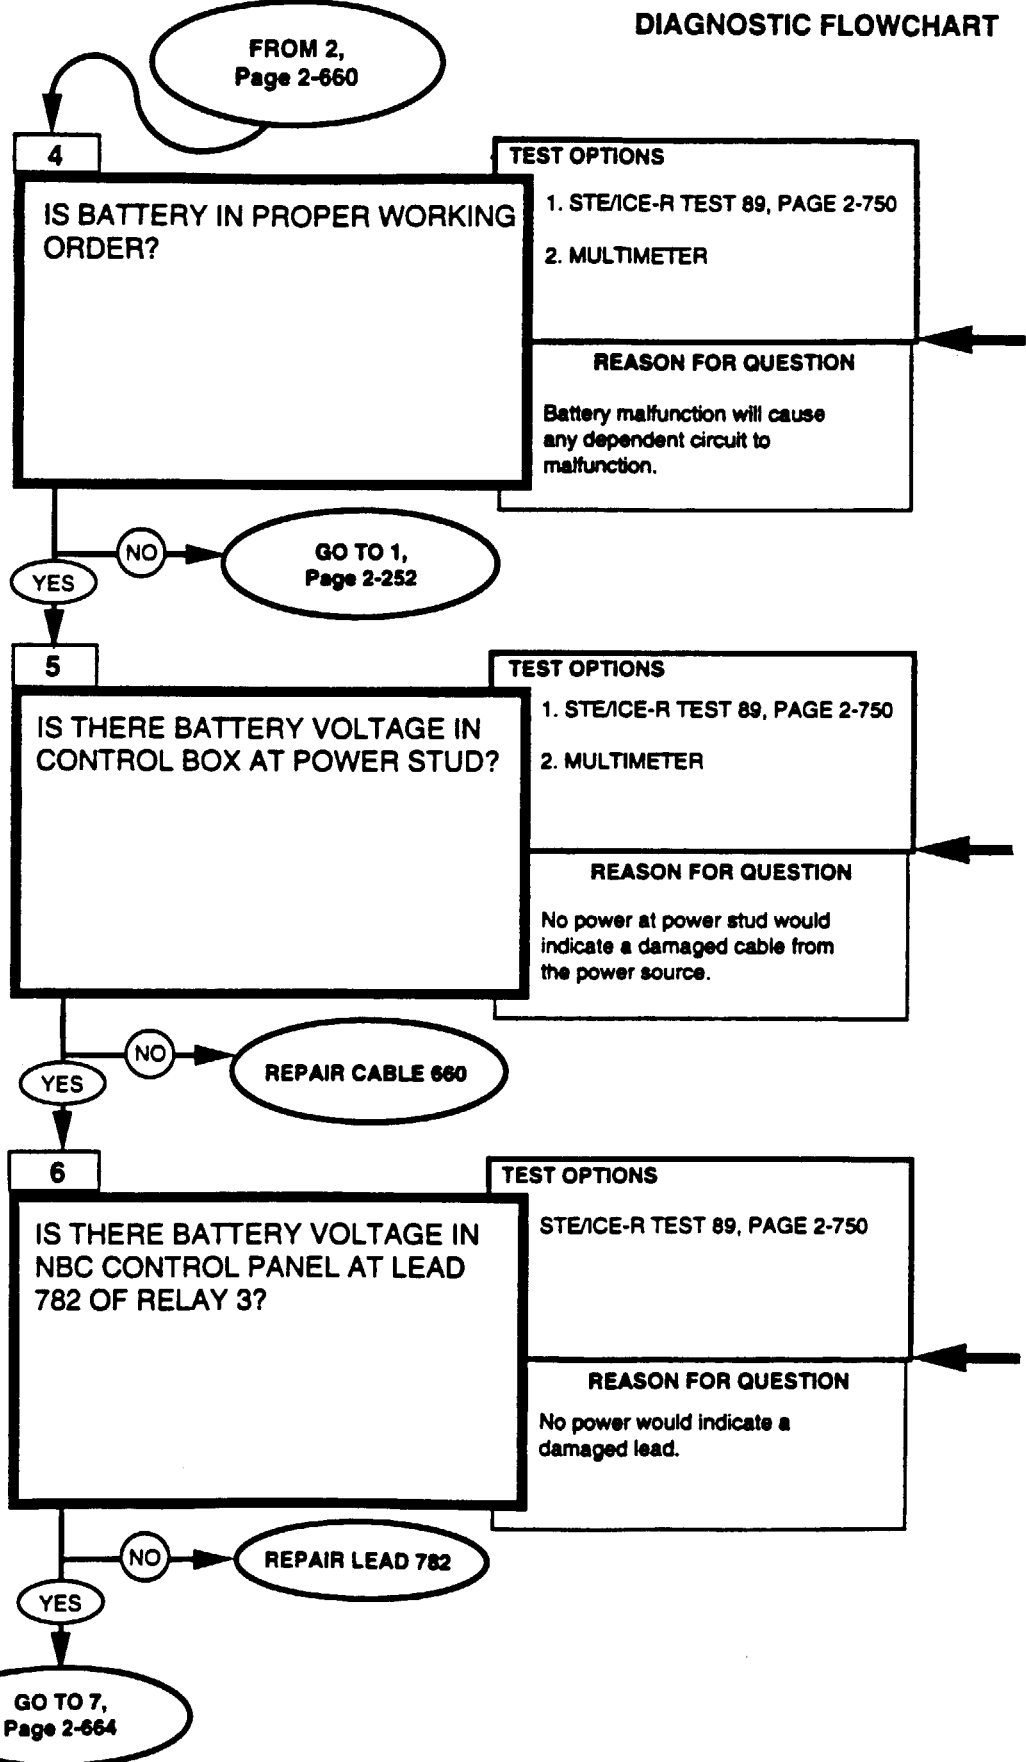 DIAGNOSTIC FLOWCHART
FROM 2,
Page 2-660
4
IS BATTERY IN PROPER WORKING
ORDER?
TEST OPTIONS
1. STE/ICE-R TEST 89, PAGE 2-750
2. MULTIMETER
REASON FOR QUESTION
Battery malfunction will cause
any dependent circuit to
malfunction.
NO
GO TO 1,
Page 2-252
YES
5
IS THERE BATTERY VOLTAGE IN
CONTROL BOX AT POWER STUD?
TEST OPTIONS
1. STE/ICE-R TEST 89, PAGE 2-750
2. MULTIMETER
REASON FOR QUESTION
No power at power stud would
indicate a damaged cable from
the power source.
NO
REPAIR CABLE 660
YES
6
IS THERE BATTERY VOLTAGE IN
NBC CONTROL PANEL AT LEAD
782 OF RELAY 3?
TEST OPTIONS
STE/ICE-R TEST 89, PAGE 2-750
REASON FOR QUESTION
No power would indicate a
damaged lead.
NO
REPAIR LEAD 782
YES
GO TO 7,
Page 2-664